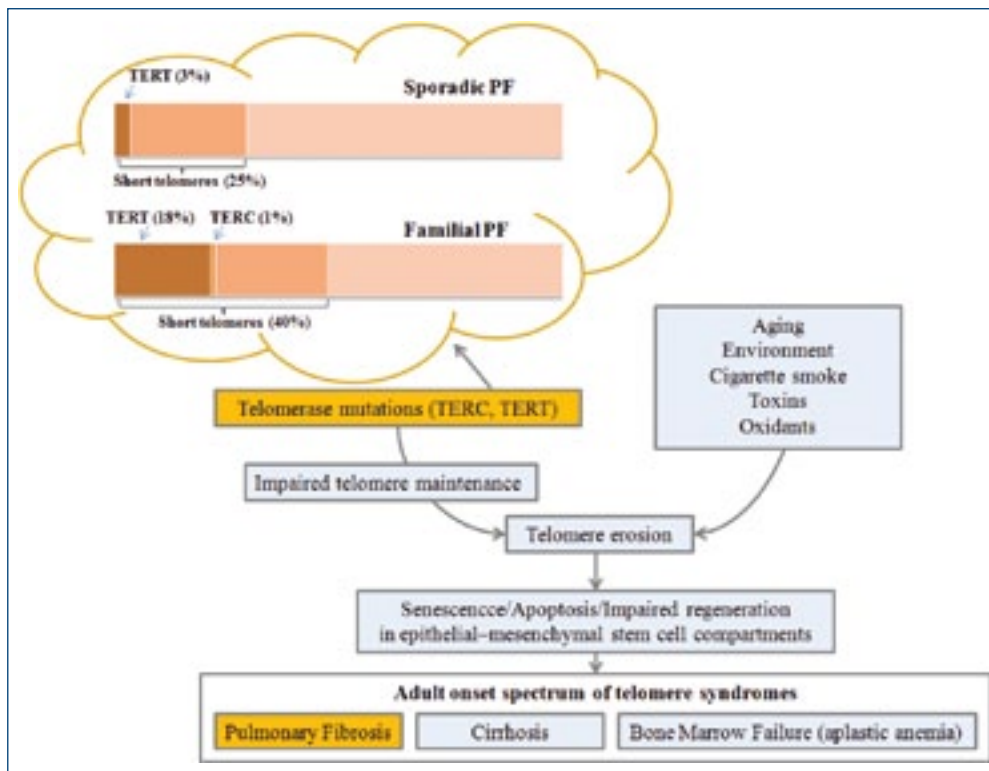 TERT (3%)
Sporadic PF
Short telomeres (25%)
TERT (18%) TERC (1%)
Familial PF
Short telomeres (40%)
Aging
Environment
Cigarette smoke
Toxins
Oxidants
Telomerase mutations (TERC, TERT)
Impaired telomere maintenance
Telomere erosion
Senescencce/Apoptosis/Impaired regeneration
in epithelial–mesenchymal stem cell compartments
Adult onset spectrum of telomere syndromes
Pulmonary Fibrosis
Cirrhosis
Bone Marrow Failure (aplastic anemia)